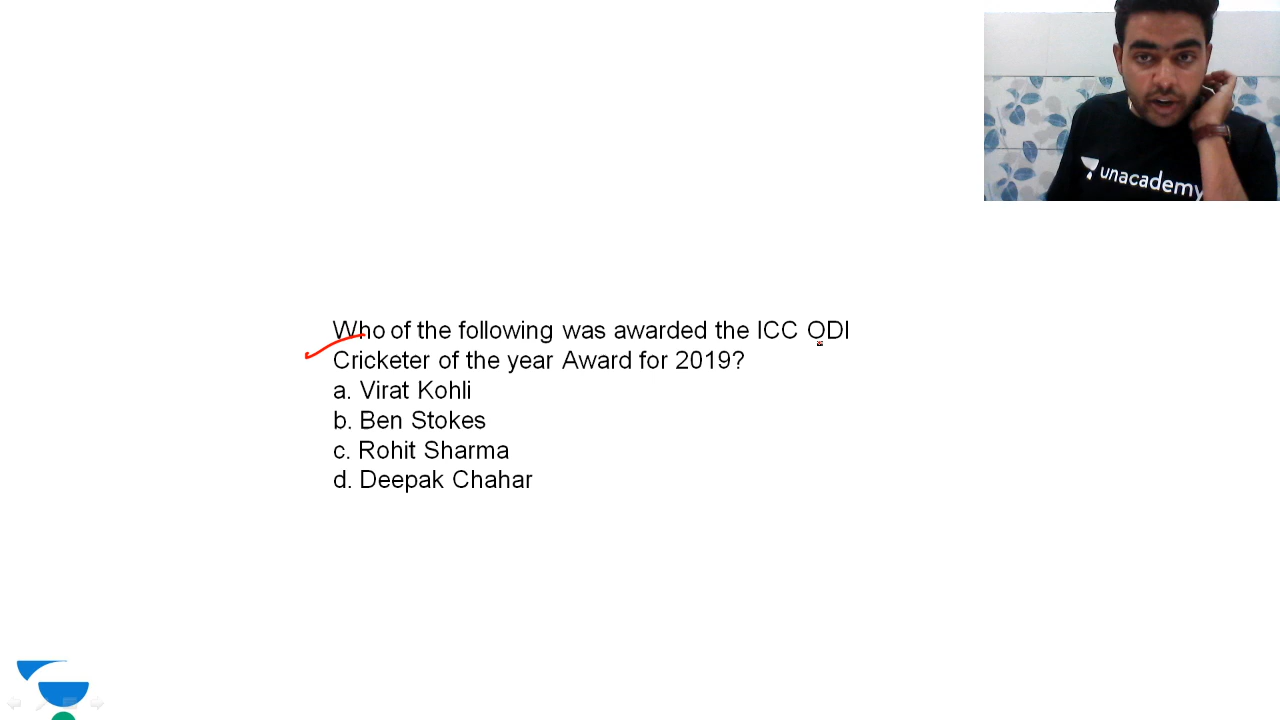 unacademy
Who of the following was awarded the ICC ODI
Cricketer of the year Award for 2019?
a. Virat Kohli
b. Ben Stokes
c. Rohit Sharma
d. Deepak Chahar